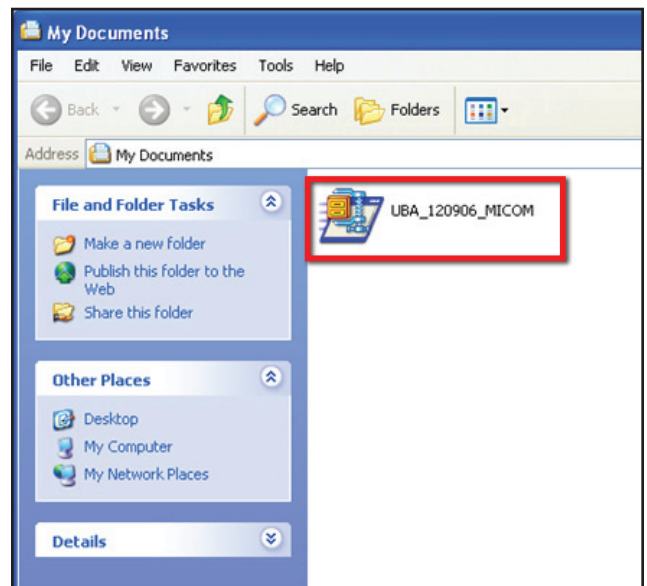 My Documents
File Edit View Favorites Tools Help
Back Search Folders
Address My Documents
File and Folder Tasks
Make a new folder
Publish this folder to the
Web
Share this folder
Other Places
Desktop
My Computer
My Network Places
Details
UBA_120906_MICOM